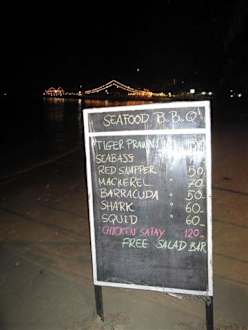 SEAFOOD B.B.Q
TIGER PRAWN
SEABASS
RED SNAPPER " 50
MACKEREL " 70
BARRACUDA " 50
SHARK " 60
SQUID " 60
CHICKEN SATAY 120
FREE SALAD BAR